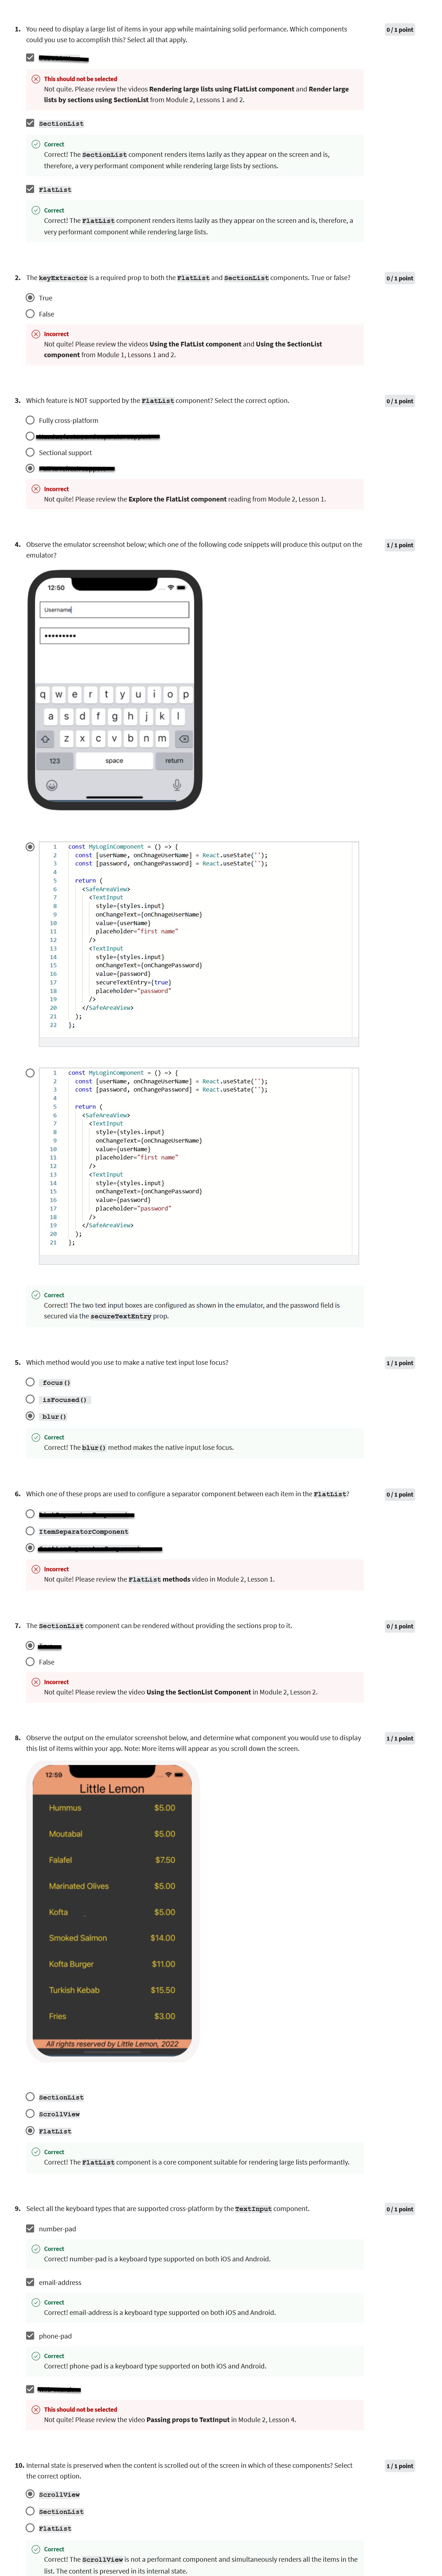 1. You need to display a large list of items in your app while maintaining solid performance. Which components
could you use to accomplish this? Select all that apply.
0 / 1 point
This should not be selected
Not quite. Please review the videos Rendering large lists using FlatList component and Render large
lists by sections using SectionList from Module 2, Lessons 1 and 2.
SectionList
Correct
Correct! The SectionList component renders items lazily as they appear on the screen and is,
therefore, a very performant component while rendering large lists by sections.
FlatList
Correct
Correct! The FlatList component renders items lazily as they appear on the screen and is, therefore, a
very performant component while rendering large lists.
2. The keyExtractor is a required prop to both the FlatList and SectionList components. True or false?
0 / 1 point
True
False
Incorrect
Not quite! Please review the videos Using the FlatList component and Using the SectionList
component from Module 1, Lessons 1 and 2.
3. Which feature is NOT supported by the FlatList component? Select the correct option.
0 / 1 point
Fully cross-platform
Sectional support
Incorrect
Not quite! Please review the Explore the FlatList component reading from Module 2, Lesson 1.
4. Observe the emulator screenshot below; which one of the following code snippets will produce this output on the
emulator?
1 / 1 point
12:50
Username
•••••••••
q w e r t y u i o p
a s d f g h j k l
z x c v b n m
123 space return
1 const MyLoginComponent = () => {
2 const [userName, onChnageUserName] = React.useState('');
3 const [password, onChangePassword] = React.useState('');
4
5 return (
6 <SafeAreaView>
7 <TextInput
8 style={styles.input}
9 onChangeText={onChnageUserName}
10 value={userName}
11 placeholder="first name"
12 />
13 <TextInput
14 style={styles.input}
15 onChangeText={onChangePassword}
16 value={password}
17 secureTextEntry={true}
18 placeholder="password"
19 />
20 </SafeAreaView>
21 );
22 };
1 const MyLoginComponent = () => {
2 const [userName, onChnageUserName] = React.useState('');
3 const [password, onChangePassword] = React.useState('');
4
5 return (
6 <SafeAreaView>
7 <TextInput
8 style={styles.input}
9 onChangeText={onChnageUserName}
10 value={userName}
11 placeholder="first name"
12 />
13 <TextInput
14 style={styles.input}
15 onChangeText={onChangePassword}
16 value={password}
17 placeholder="password"
18 />
19 </SafeAreaView>
20 );
21 };
Correct
Correct! The two text input boxes are configured as shown in the emulator, and the password field is
secured via the secureTextEntry prop.
5. Which method would you use to make a native text input lose focus?
1 / 1 point
focus()
isFocused()
blur()
Correct
Correct! The blur() method makes the native input lose focus.
6. Which one of these props are used to configure a separator component between each item in the FlatList?
0 / 1 point
ItemSeparatorComponent
Incorrect
Not quite! Please review the FlatList methods video in Module 2, Lesson 1.
7. The SectionList component can be rendered without providing the sections prop to it.
0 / 1 point
False
Incorrect
Not quite! Please review the video Using the SectionList Component in Module 2, Lesson 2.
8. Observe the output on the emulator screenshot below, and determine what component you would use to display
this list of items within your app. Note: More items will appear as you scroll down the screen.
1 / 1 point
12:59
Little Lemon
Hummus $5.00
Moutabal $5.00
Falafel $7.50
Marinated Olives $5.00
Kofta $5.00
Smoked Salmon $14.00
Kofta Burger $11.00
Turkish Kebab $15.50
Fries $3.00
All rights reserved by Little Lemon, 2022
SectionList
ScrollView
FlatList
Correct
Correct! The FlatList component is a core component suitable for rendering large lists performantly.
9. Select all the keyboard types that are supported cross-platform by the TextInput component.
0 / 1 point
number-pad
Correct
Correct! number-pad is a keyboard type supported on both iOS and Android.
email-address
Correct
Correct! email-address is a keyboard type supported on both iOS and Android.
phone-pad
Correct
Correct! phone-pad is a keyboard type supported on both iOS and Android.
This should not be selected
Not quite! Please review the video Passing props to TextInput in Module 2, Lesson 4.
10. Internal state is preserved when the content is scrolled out of the screen in which of these components? Select
the correct option.
1 / 1 point
ScrollView
SectionList
FlatList
Correct
Correct! The ScrollView is not a performant component and simultaneously renders all the items in the
list. The content is preserved in its internal state.